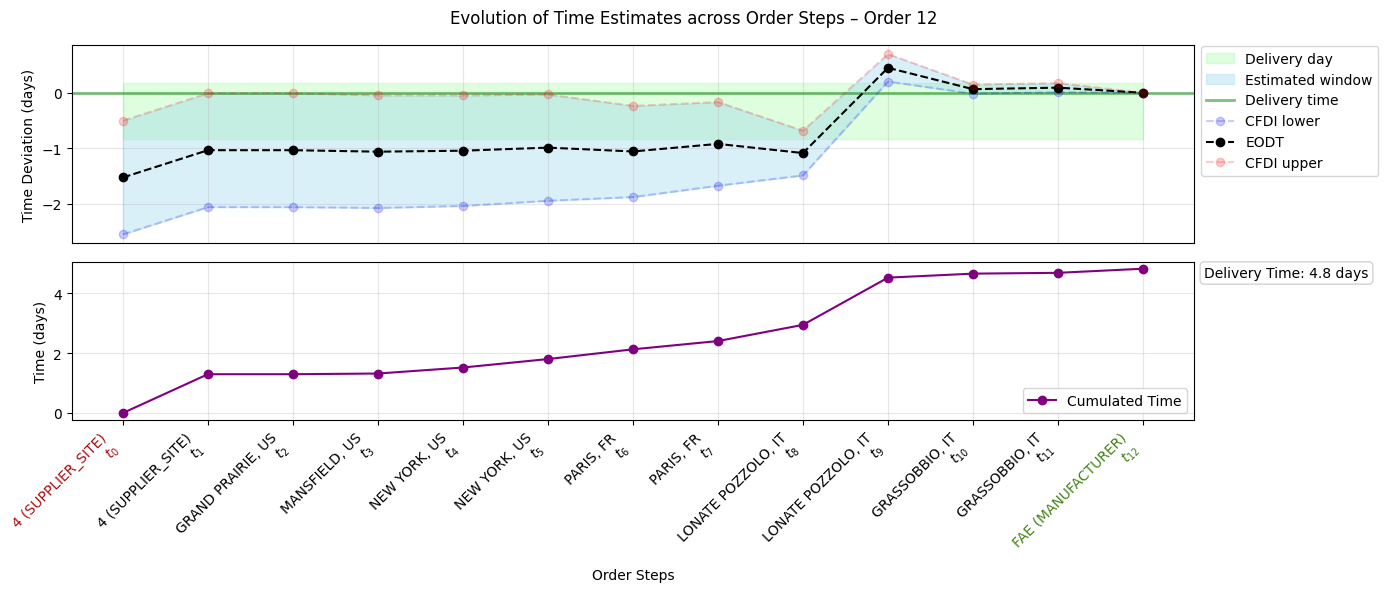 Evolution of Time Estimates across Order Steps – Order 12
Time Deviation (days)
0
−1
−2
Delivery day
Estimated window
Delivery time
CFDI lower
EODT
CFDI upper
Time (days)
4
2
0
Delivery Time: 4.8 days
Cumulated Time
4 (SUPPLIER_SITE)
t0
4 (SUPPLIER_SITE)
t1
GRAND PRAIRIE, US
t2
MANSFIELD, US
t3
NEW YORK, US
t4
NEW YORK, US
t5
PARIS, FR
t6
PARIS, FR
t7
LONATE POZZOLO, IT
t8
LONATE POZZOLO, IT
t9
GRASSOBBIO, IT
t10
GRASSOBBIO, IT
t11
FAE (MANUFACTURER)
t12
Order Steps